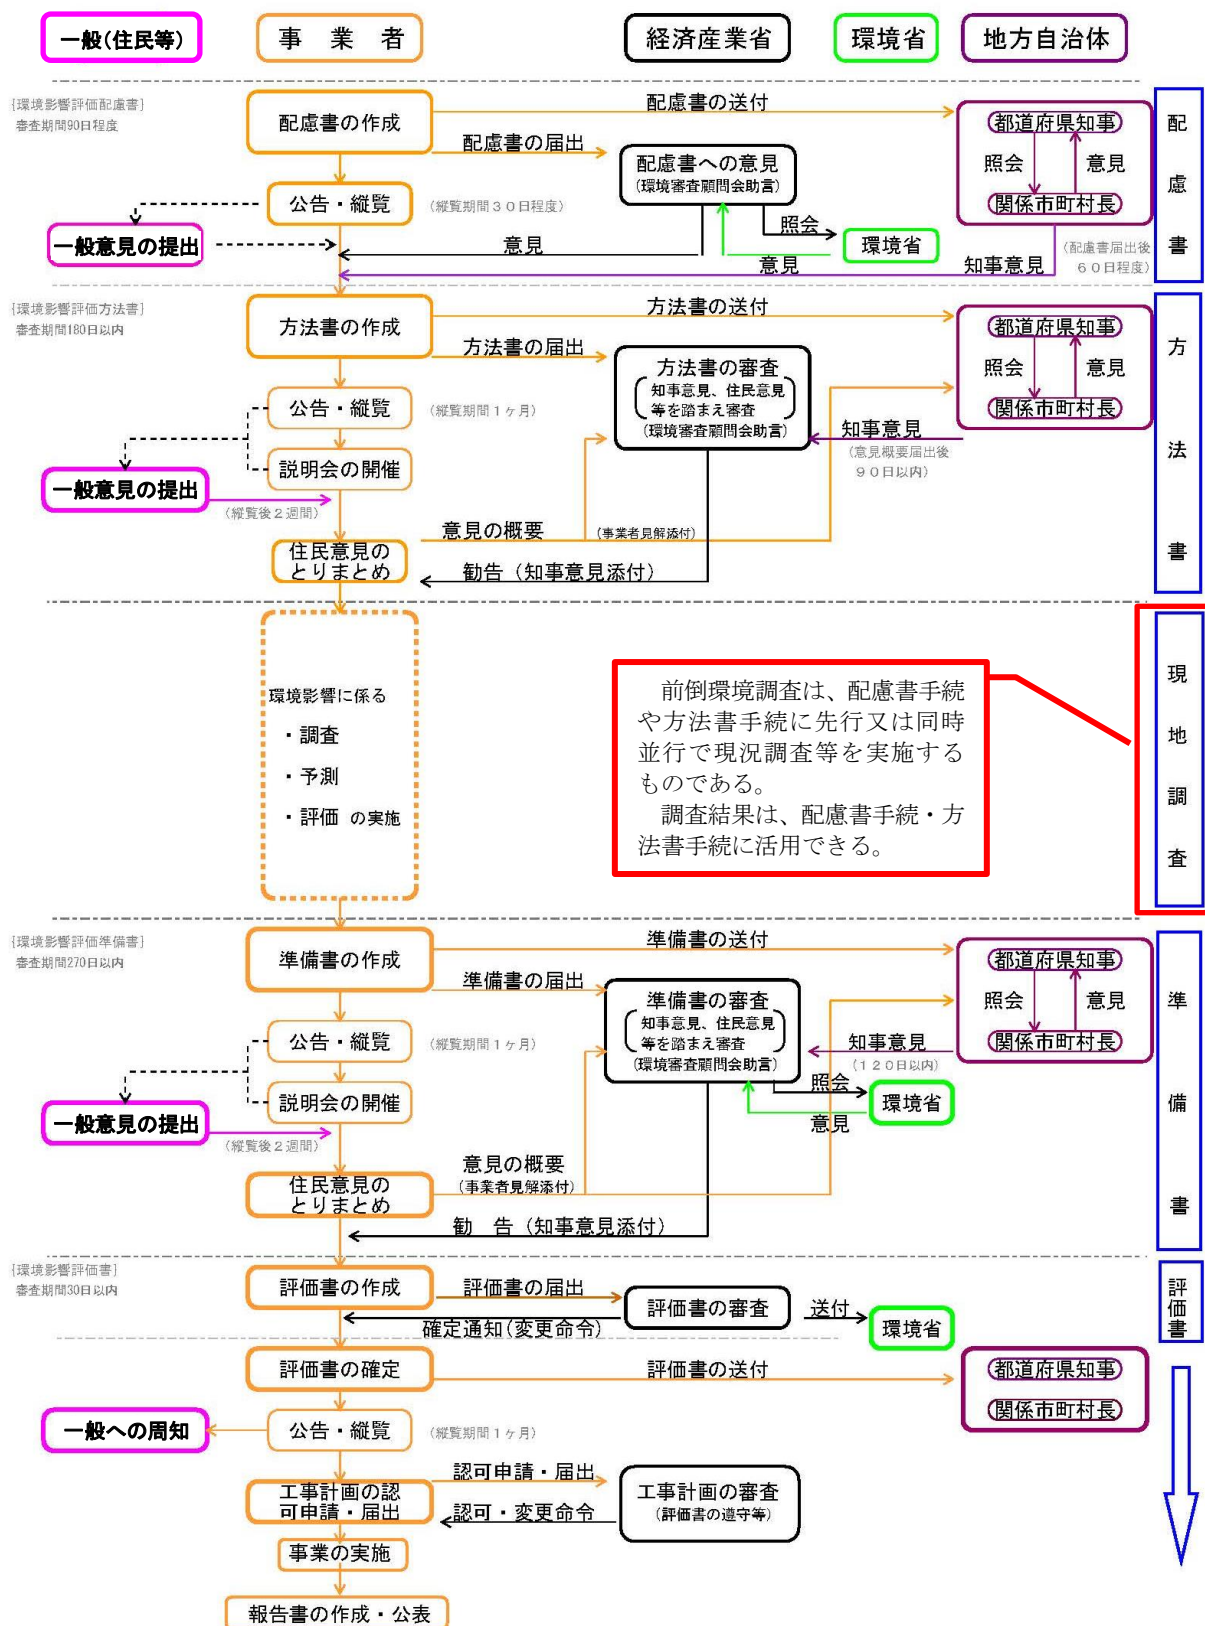 一般(住民等)
事 業 者
経済産業省
環境省
地方自治体
{環境影響評価配慮書}
審査期間90日程度
配慮書の作成
配慮書の送付
配慮書の届出
配慮書への意見
(環境審査顧問会助言)
都道府県知事
照会
意見
関係市町村長
公告・縦覧
(縦覧期間30日程度)
一般意見の提出
意見
照会
環境省
意見
知事意見
(配慮書届出後
60日程度)
配慮書
{環境影響評価方法書}
審査期間180日以内
方法書の作成
方法書の送付
方法書の届出
方法書の審査
知事意見、住民意見
等を踏まえ審査
(環境審査顧問会助言)
都道府県知事
照会
意見
関係市町村長
公告・縦覧
(縦覧期間1ヶ月)
知事意見
(意見概要届出後
90日以内)
説明会の開催
一般意見の提出
(縦覧後2週間)
意見の概要
(事業者見解添付)
住民意見の
とりまとめ
勧告(知事意見添付)
方法書
環境影響に係る
・調査
・予測
・評価 の実施
前倒環境調査は、配慮書手続
や方法書手続に先行又は同時
並行で現況調査等を実施する
ものである。
調査結果は、配慮書手続・方
法書手続に活用できる。
現地調査
{環境影響評価準備書}
審査期間270日以内
準備書の作成
準備書の送付
準備書の届出
準備書の審査
知事意見、住民意見
等を踏まえ審査
(環境審査顧問会助言)
都道府県知事
照会
意見
関係市町村長
公告・縦覧
(縦覧期間1ヶ月)
知事意見
(120日以内)
照会
環境省
意見
説明会の開催
一般意見の提出
(縦覧後2週間)
意見の概要
(事業者見解添付)
住民意見の
とりまとめ
勧 告(知事意見添付)
準備書
{環境影響評価書}
審査期間30日以内
評価書の作成
評価書の届出
評価書の審査
送付
環境省
確定通知(変更命令)
評価書
評価書の確定
評価書の送付
都道府県知事
関係市町村長
一般への周知
公告・縦覧
(縦覧期間1ヶ月)
工事計画の認
可申請・届出
認可申請・届出
認可・変更命令
工事計画の審査
(評価書の遵守等)
事業の実施
報告書の作成・公表